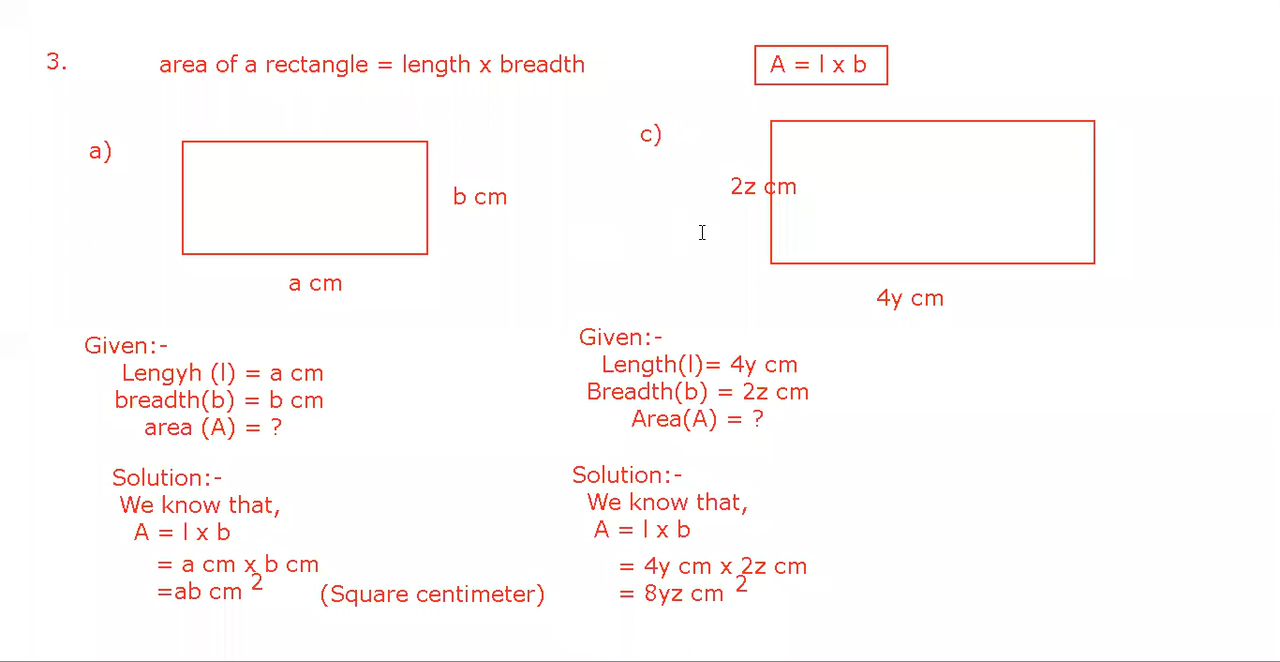 3.
area of a rectangle = length x breadth
A = l x b
a)
b cm
a cm
Given:-
Lengyh (l) = a cm
breadth(b) = b cm
area (A) = ?
Solution:-
We know that,
A = l x b
= a cm x b cm
=ab cm 2 (Square centimeter)
c)
2z cm
4y cm
Given:-
Length(l)= 4y cm
Breadth(b) = 2z cm
Area(A) = ?
Solution:-
We know that,
A = l x b
= 4y cm x 2z cm
= 8yz cm 2